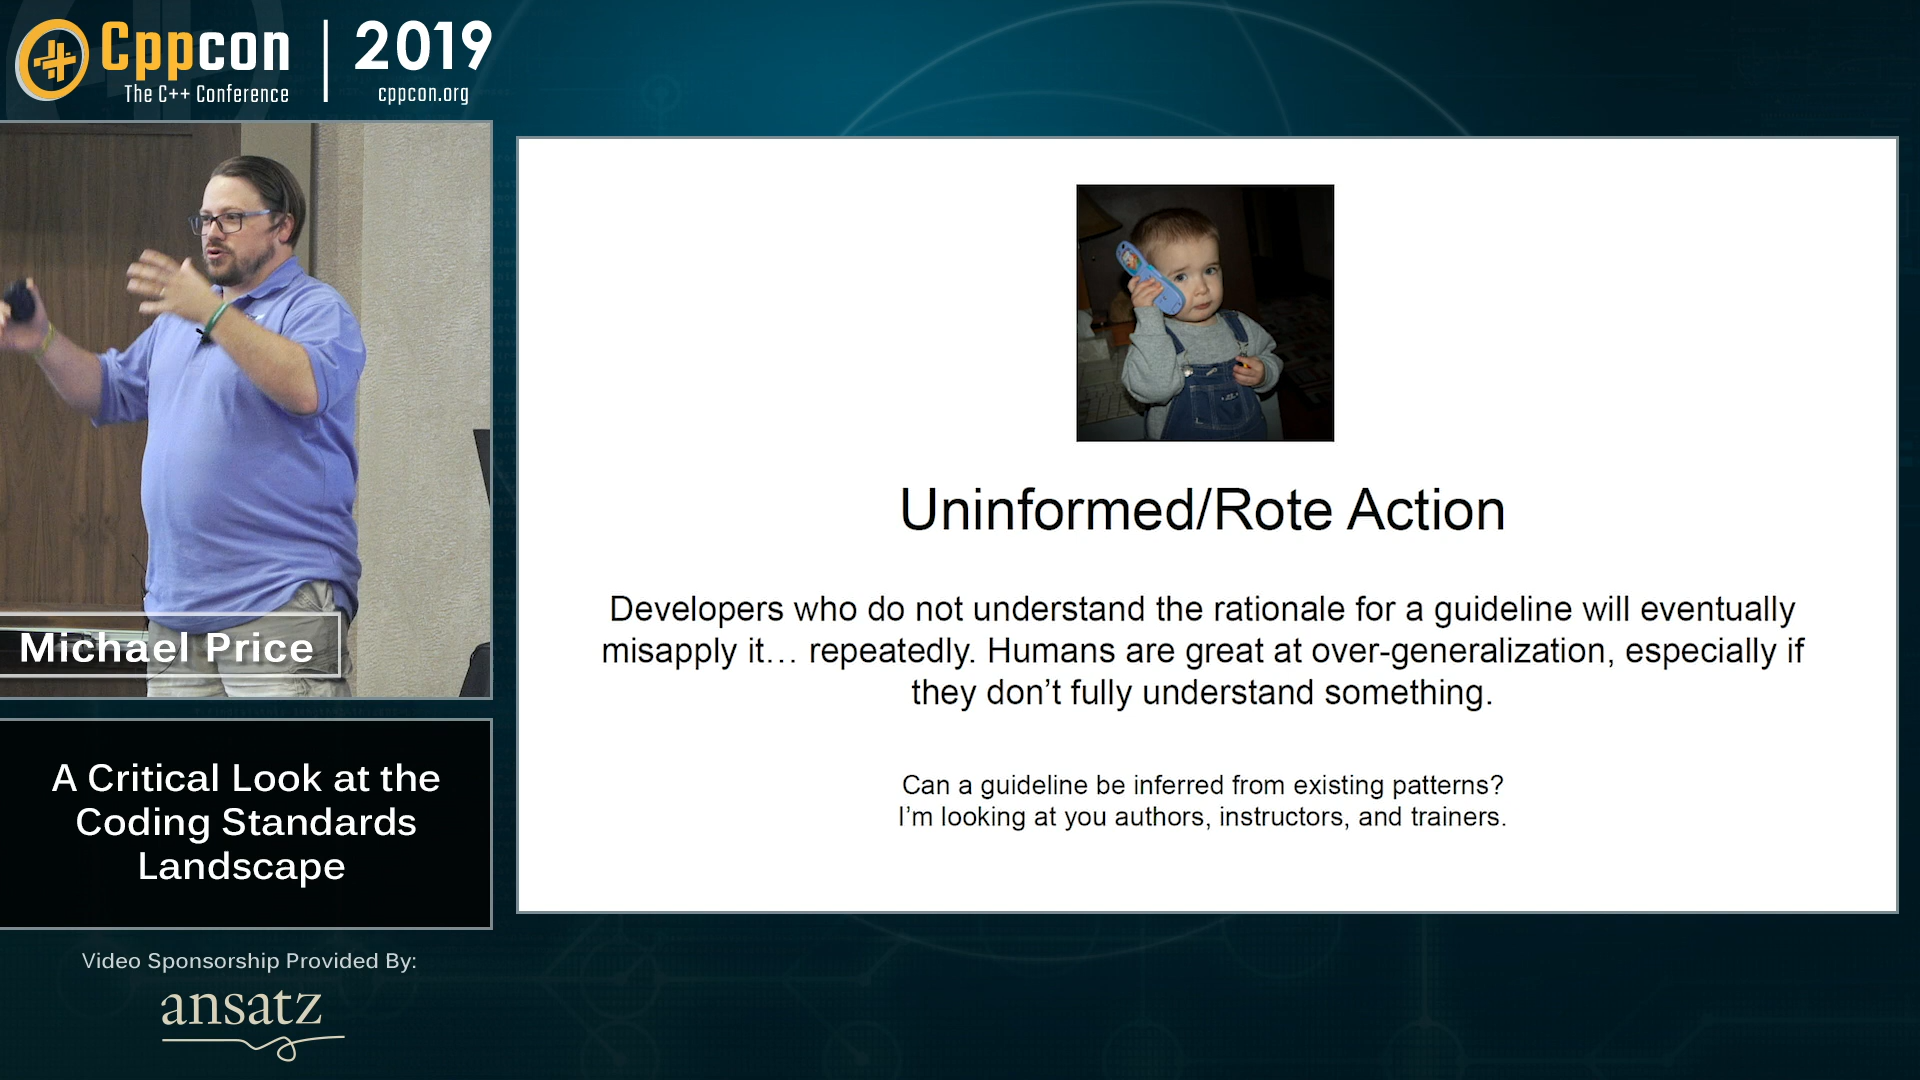 Cppcon
The C++ Conference
2019
cppcon.org
Michael Price
A Critical Look at the
Coding Standards
Landscape
Video Sponsorship Provided By:
ansatz
Uninformed/Rote Action
Developers who do not understand the rationale for a guideline will eventually
misapply it… repeatedly. Humans are great at over-generalization, especially if
they don’t fully understand something.
Can a guideline be inferred from existing patterns?
I’m looking at you authors, instructors, and trainers.